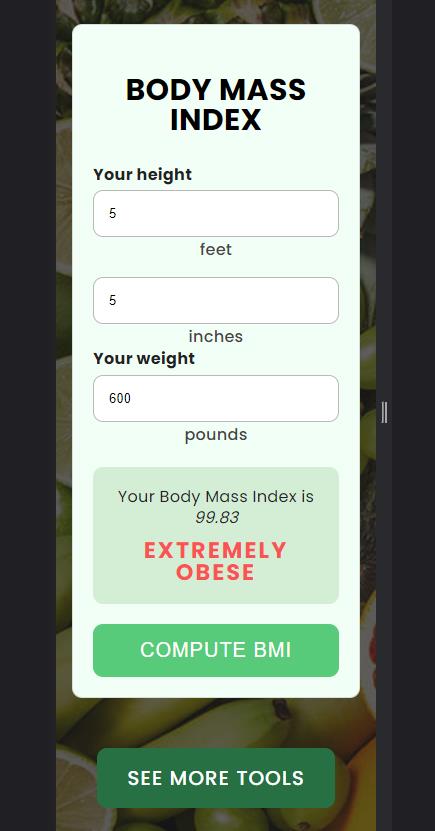 BODY MASS
INDEX
Your height
5
feet
5
inches
Your weight
600
pounds
Your Body Mass Index is
99.83
EXTREMELY
OBESE
COMPUTE BMI
SEE MORE TOOLS